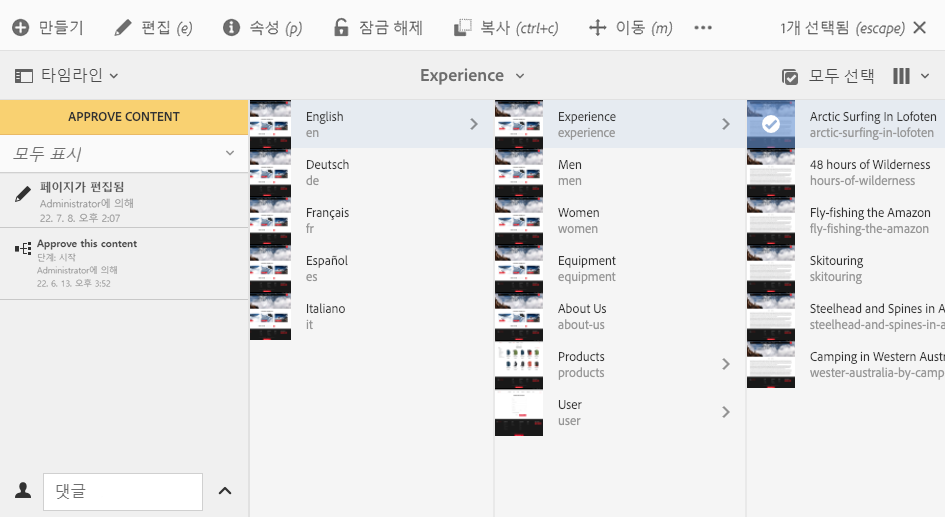 만들기
편집 (e)
속성 (p)
잠금 해제
복사 (ctrl+c)
이동 (m)
1개 선택됨 (escape)
타임라인
Experience
모두 선택
APPROVE CONTENT
모두 표시
페이지가 편집됨
Administrator에 의해
22. 7. 8. 오후 2:07
Approve this content
단계: 시작
Administrator에 의해
22. 6. 13. 오후 3:52
댓글
English
en
Deutsch
de
Français
fr
Español
es
Italiano
it
Experience
experience
Men
men
Women
women
Equipment
equipment
About Us
about-us
Products
products
User
user
Arctic Surfing In Lofoten
arctic-surfing-in-lofoten
48 hours of Wilderness
hours-of-wilderness
Fly-fishing the Amazon
fly-fishing-the-amazon
Skitouring
skitouring
Steelhead and Spines in A
steelhead-and-spines-in-a
Camping in Western Austr
wester-australia-by-camp